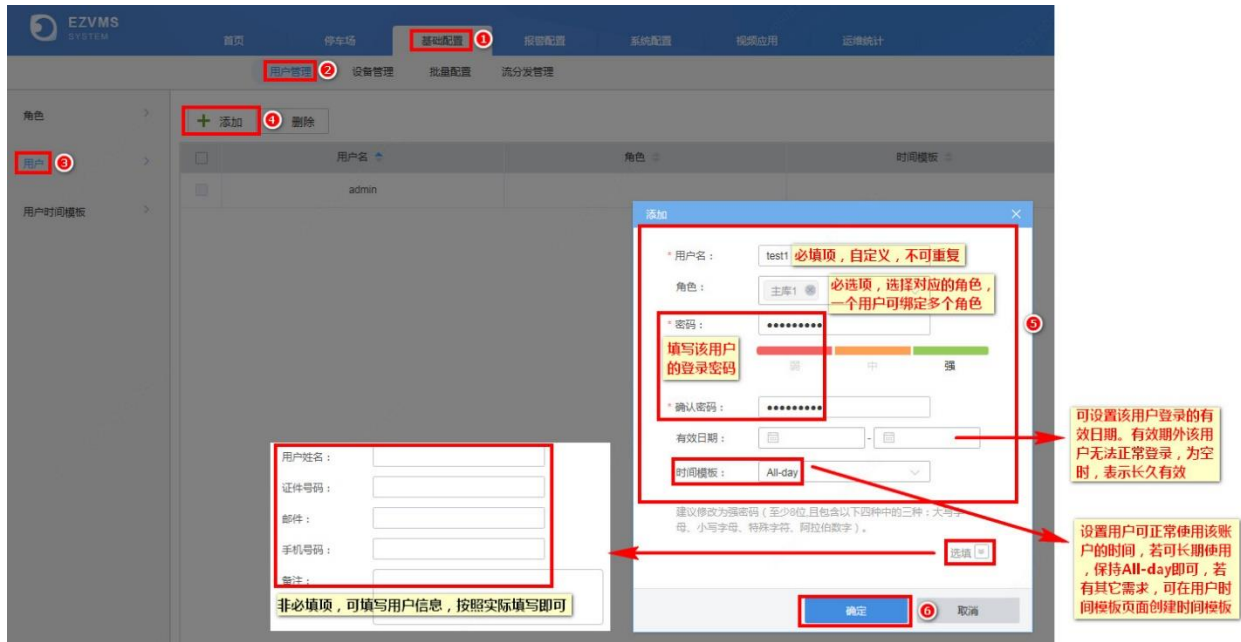 EZVMS
SYSTEM
首页 停车场 基础配置 1 报警配置 系统配置 视频应用 运维统计
用户管理 2 设备管理 批量配置 流分发管理
角色
用户 3
用户时间模板
添加 4 删除
用户名 角色 时间模板
admin
添加
* 用户名： test1 必填项，自定义，不可重复
角色： 主库1 必选项，选择对应的角色，
一个用户可绑定多个角色
* 密码： ●●●●●●●●●
5
填写该用户
的登录密码
弱 中 强
* 确认密码： ●●●●●●●●●
有效日期： -
时间模板： All-day
建议修改为强密码（至少8位,且包含以下四种中的三种：大写字
母、小写字母、特殊字符、阿拉伯数字）。
选填
确定 6 取消
可设置该用户登录的有
效日期。有效期外该用
户无法正常登录，为空
时，表示长久有效
设置用户可正常使用该账
户的时间，若可长期使用
，保持All-day即可，若
有其它需求，可在用户时
间模板页面创建时间模板
用户姓名：
证件号码：
邮件：
手机号码：
备注：
非必填项，可填写用户信息，按照实际填写即可